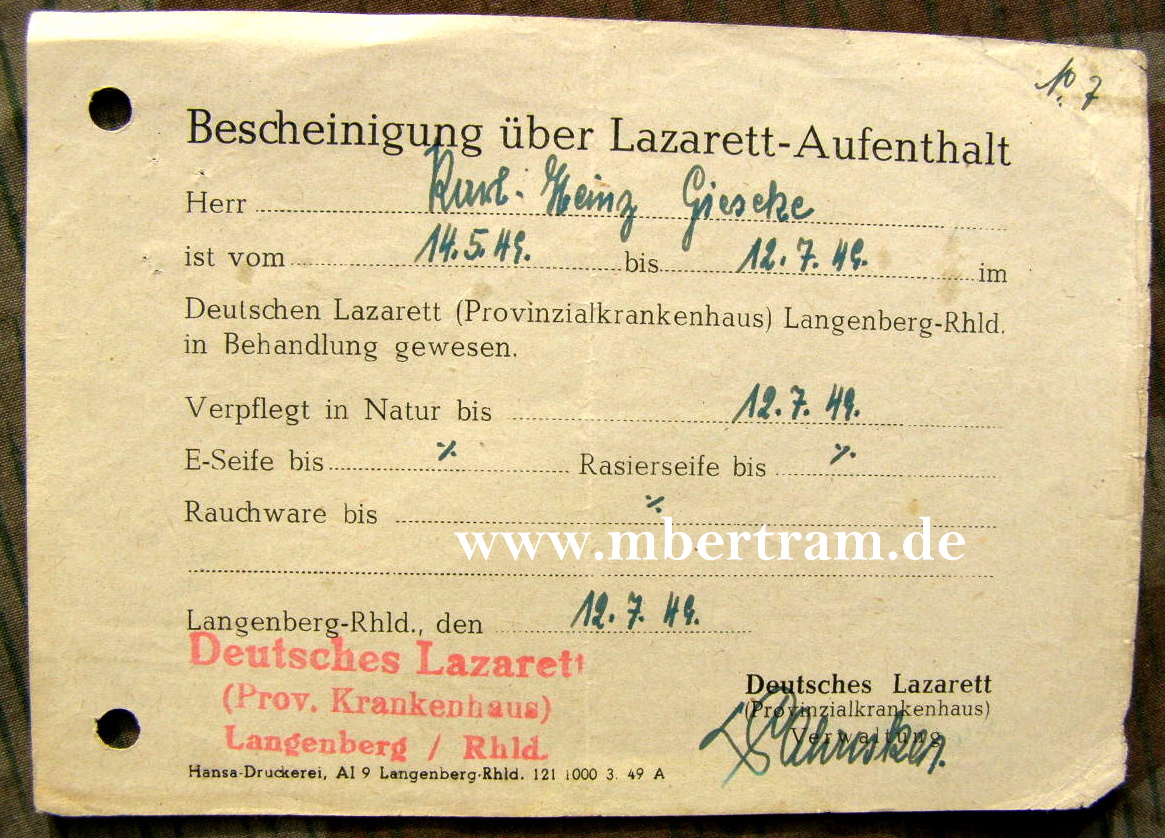 No. 7
Bescheinigung über Lazarett-Aufenthalt
Herr Karl-Heinz Giesecke
ist vom 14.5.49. bis 12.7.49. im
Deutschen Lazarett (Provinzialkrankenhaus) Langenberg-Rhld.
in Behandlung gewesen.
Verpflegt in Natur bis 12.7.49.
E-Seife bis ⁒ Rasierseife bis ⁒
Rauchware bis ⁒
www.mbertram.de
Langenberg-Rhld., den 12.7.49.
Deutsches Lazarett
(Prov. Krankenhaus)
Langenberg / Rhld.
Deutsches Lazarett
(Provinzialkrankenhaus)
Verwaltung
Hansa-Druckerei, AI 9 Langenberg-Rhld. 121 1000 3. 49 A